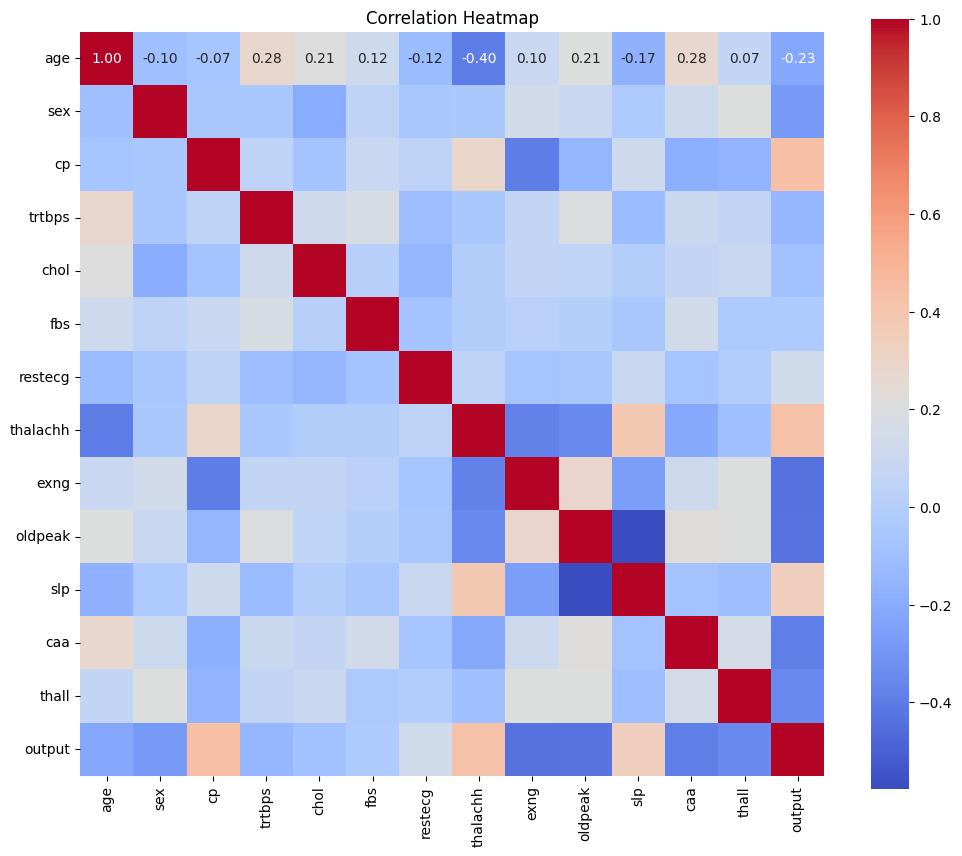 Correlation Heatmap
age 1.00 -0.10 -0.07 0.28 0.21 0.12 -0.12 -0.40 0.10 0.21 -0.17 0.28 0.07 -0.23
sex
cp
trtbps
chol
fbs
restecg
thalachh
exng
oldpeak
slp
caa
thall
output
age sex cp trtbps chol fbs restecg thalachh exng oldpeak slp caa thall output
1.0
0.8
0.6
0.4
0.2
0.0
−0.2
−0.4